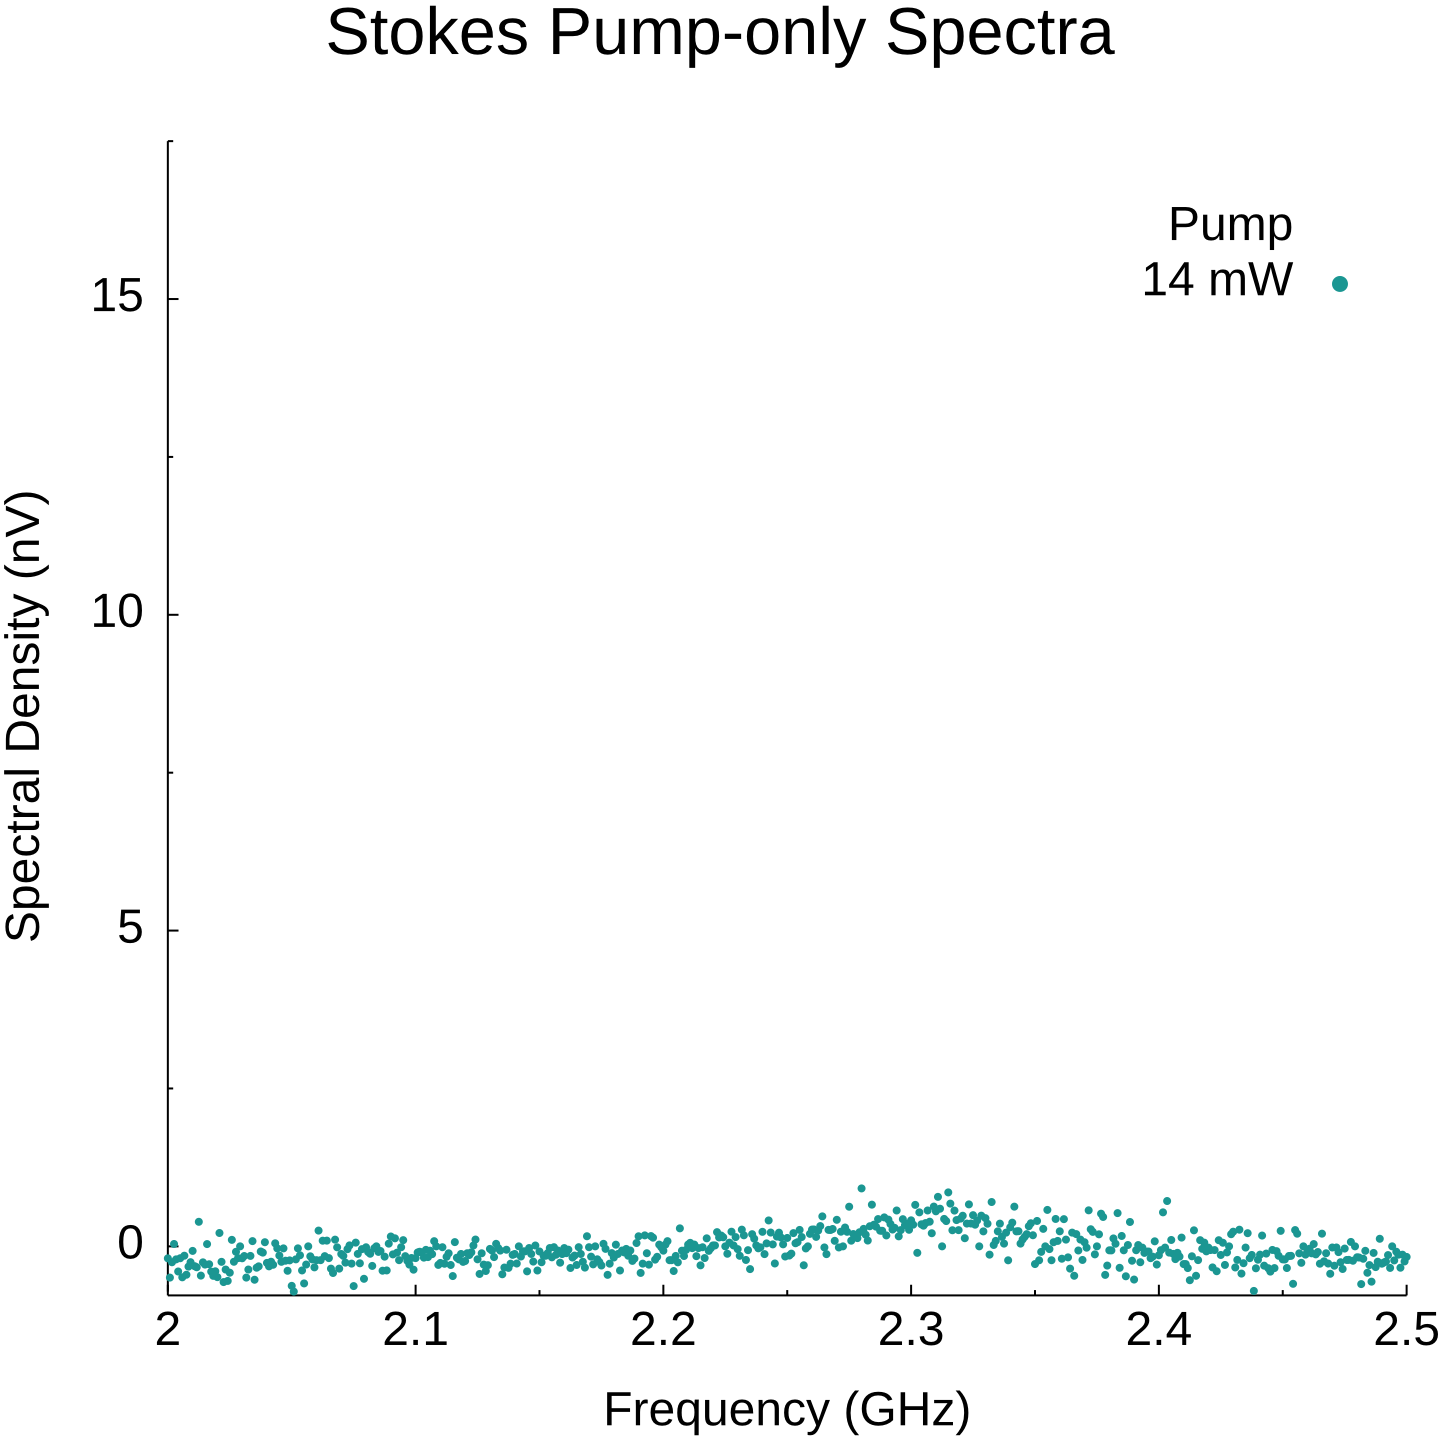 Stokes Pump-only Spectra
Pump
14 mW
Spectral Density (nV)
15
10
5
0
2
2.1
2.2
2.3
2.4
2.5
Frequency (GHz)